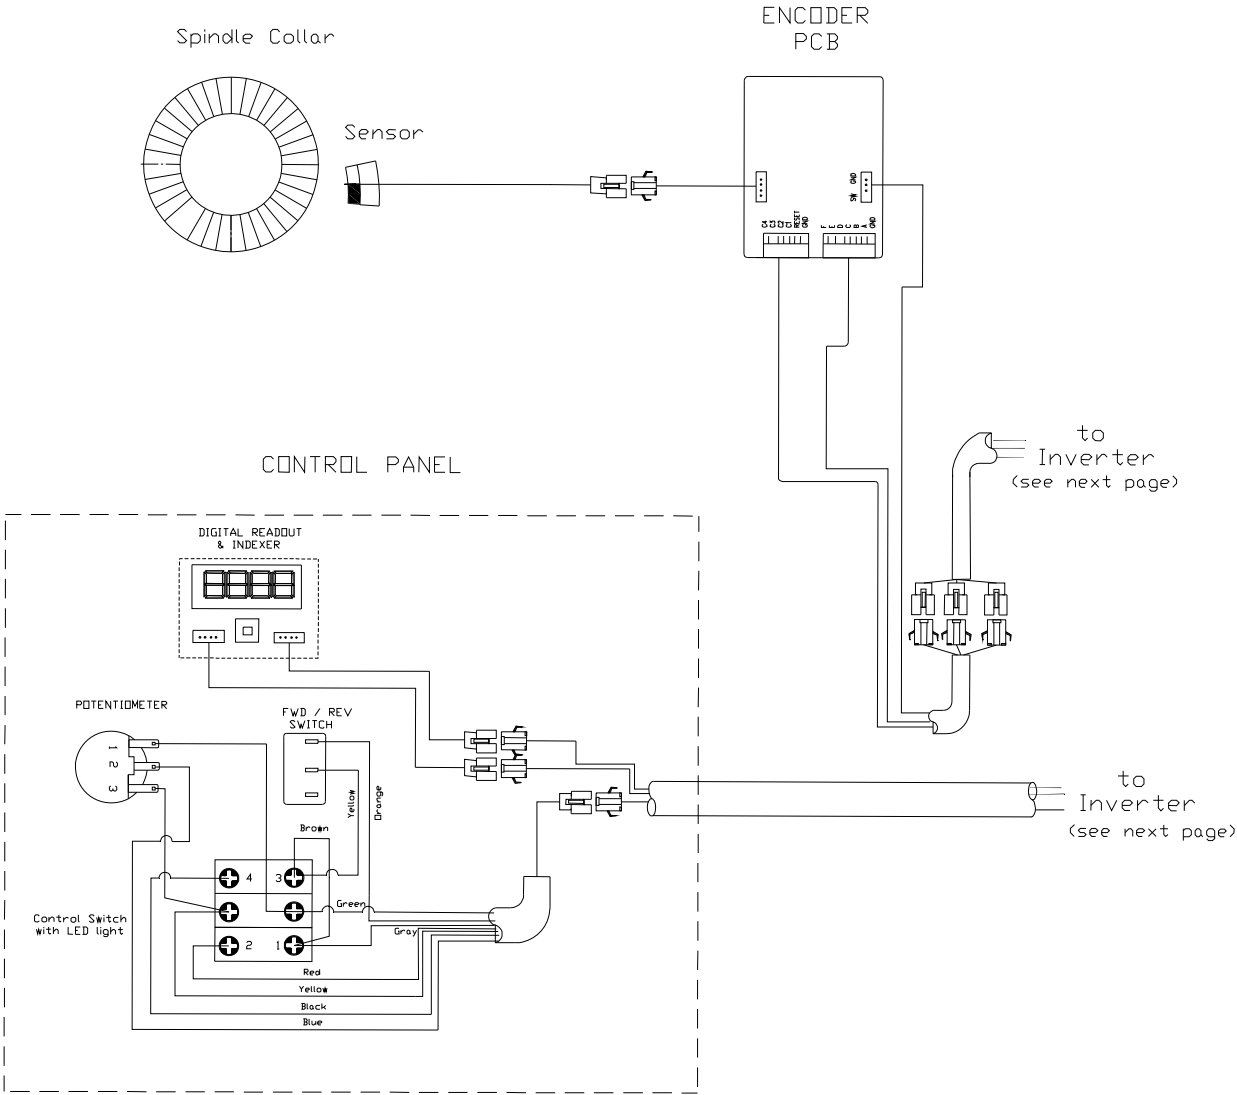 ENCODER
PCB
Spindle Collar
Sensor
GND
SW
C4
C3
C2
C1
RESET
GND
F
E
D
C
B
A
GND
to
Inverter
(see next page)
CONTROL PANEL
DIGITAL READOUT
& INDEXER
POTENTIOMETER
FWD / REV
SWITCH
1
2
3
Yellow
Orange
Brown
4
3
Green
Control Switch
with LED light
2
1
Gray
Red
Yellow
Black
Blue
to
Inverter
(see next page)